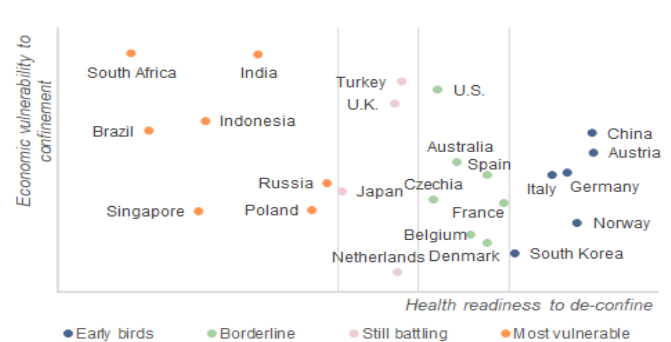 Economic vulnerability to
confinement
South Africa
India
Turkey
U.K.
U.S.
Brazil
Indonesia
China
Austria
Australia
Spain
Russia
Japan
Czechia
Italy
Germany
Singapore
Poland
France
Norway
Belgium
Netherlands
Denmark
South Korea
Health readiness to de-confine
Early birds
Borderline
Still battling
Most vulnerable